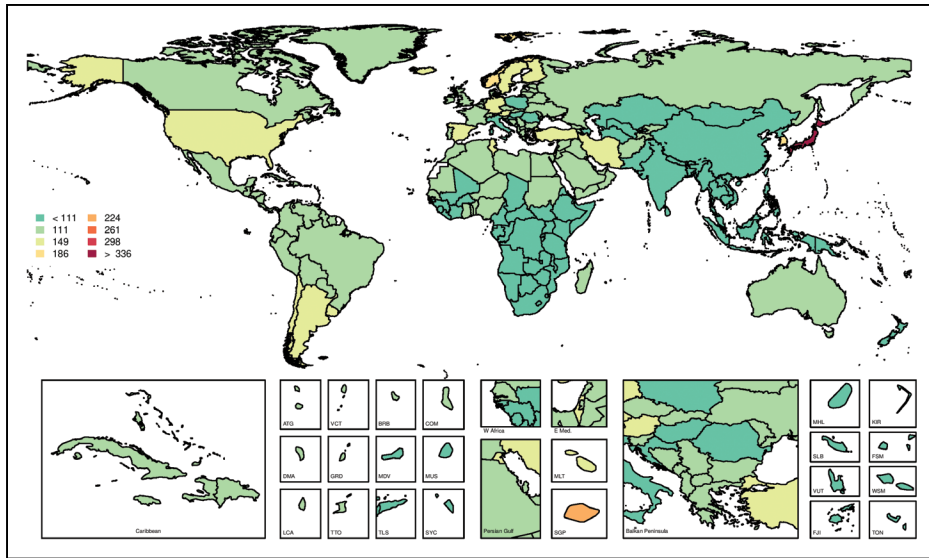 < 111 224
111 261
149 298
186 > 336
ATG VCT BRB COM
DMA GRD MDV MUS
LCA TTO TLS SYC
Caribbean
W Africa E Med.
Persian Gulf
MLT
SGP
Balkan Peninsula
MHL KIR
SLB FSM
VUT WSM
FJI TON